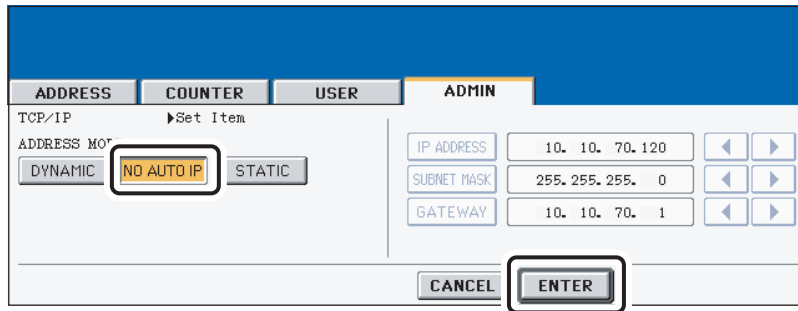 ADDRESS COUNTER USER ADMIN
TCP/IP ▶Set Item
ADDRESS MODE
DYNAMIC NO AUTO IP STATIC
IP ADDRESS 10. 10. 70.120
SUBNET MASK 255.255.255. 0
GATEWAY 10. 10. 70. 1
CANCEL ENTER